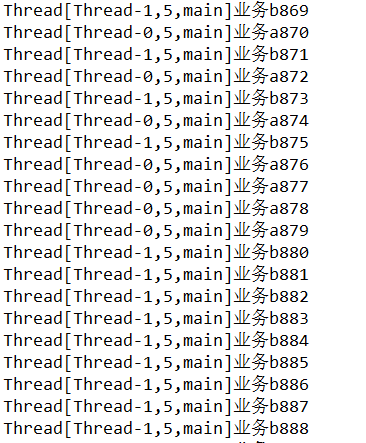 Thread[Thread-1,5,main]业务b869
Thread[Thread-0,5,main]业务a870
Thread[Thread-1,5,main]业务b871
Thread[Thread-0,5,main]业务a872
Thread[Thread-1,5,main]业务b873
Thread[Thread-0,5,main]业务a874
Thread[Thread-1,5,main]业务b875
Thread[Thread-0,5,main]业务a876
Thread[Thread-0,5,main]业务a877
Thread[Thread-0,5,main]业务a878
Thread[Thread-0,5,main]业务a879
Thread[Thread-1,5,main]业务b880
Thread[Thread-1,5,main]业务b881
Thread[Thread-1,5,main]业务b882
Thread[Thread-1,5,main]业务b883
Thread[Thread-1,5,main]业务b884
Thread[Thread-1,5,main]业务b885
Thread[Thread-1,5,main]业务b886
Thread[Thread-1,5,main]业务b887
Thread[Thread-1,5,main]业务b888